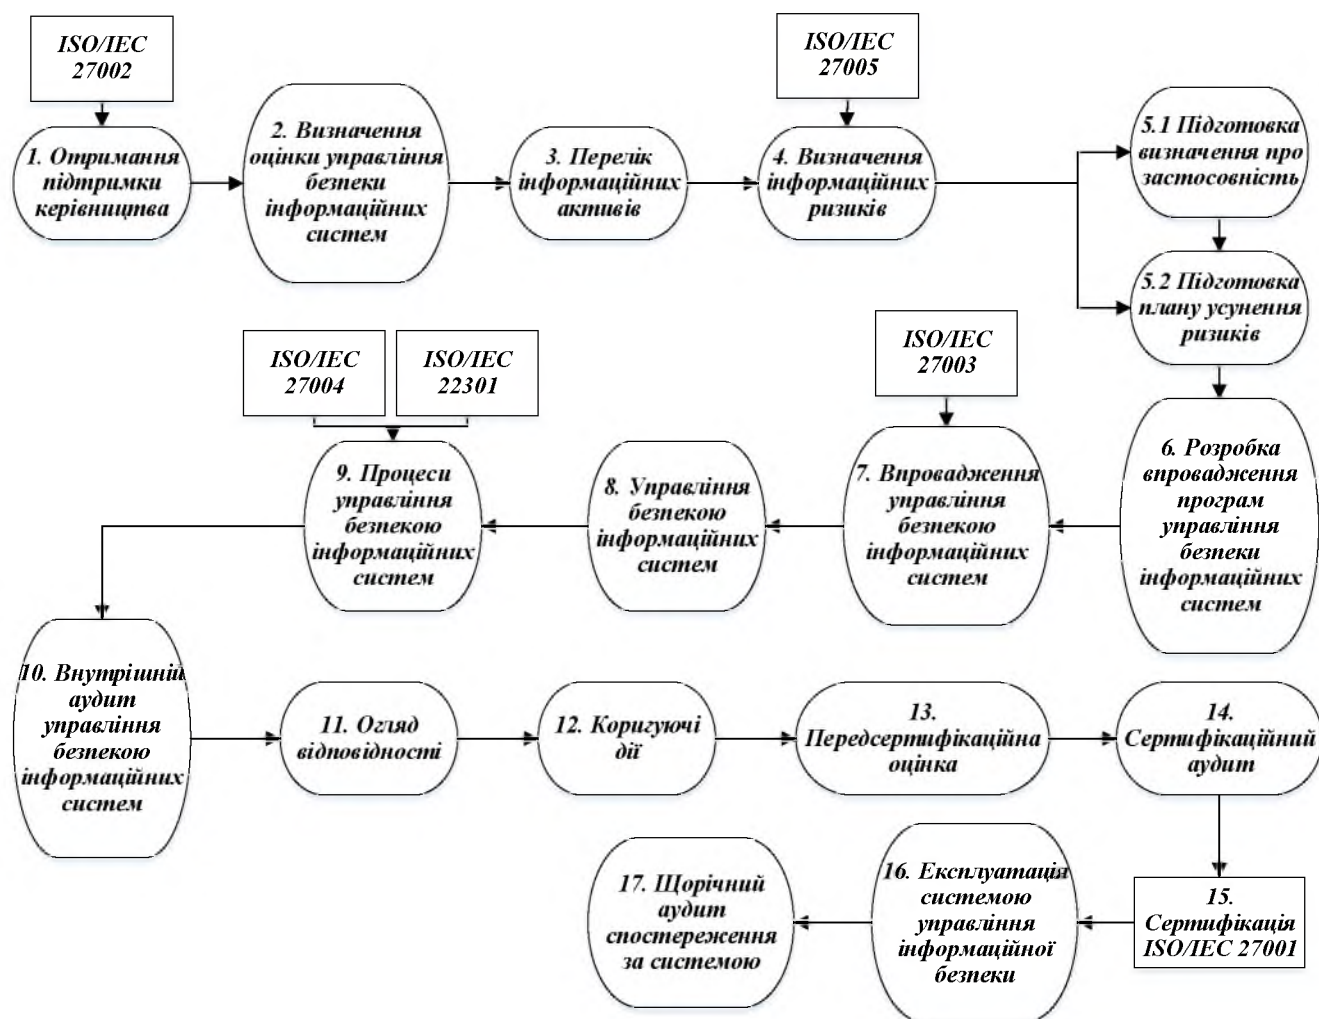 ISO/IEC
27002
1. Отримання
підтримки
керівництва
2. Визначення
оцінки управління
безпеки
інформаційних
систем
3. Перелік
інформаційних
активів
ISO/IEC
27005
4. Визначення
інформаційних
ризиків
5.1 Підготовка
визначення про
застосовність
5.2 Підготовка
плану усунення
ризиків
6. Розробка
впровадження
програм
управління
безпеки
інформаційних
систем
ISO/IEC
27003
7. Впровадження
управління
безпекою
інформаційних
систем
8. Управління
безпекою
інформаційних
систем
ISO/IEC
27004
ISO/IEC
22301
9. Процеси
управління
безпекою
інформаційних
систем
10. Внутрішній
аудит
управління
безпекою
інформаційних
систем
11. Огляд
відповідності
12. Коригуючі
дії
13.
Передсертифікаційна
оцінка
14.
Сертифікаційний
аудит
15.
Сертифікація
ISO/IEC 27001
16. Експлуатація
системою
управління
інформаційної
безпеки
17. Щорічний
аудит
спостереження
за системою